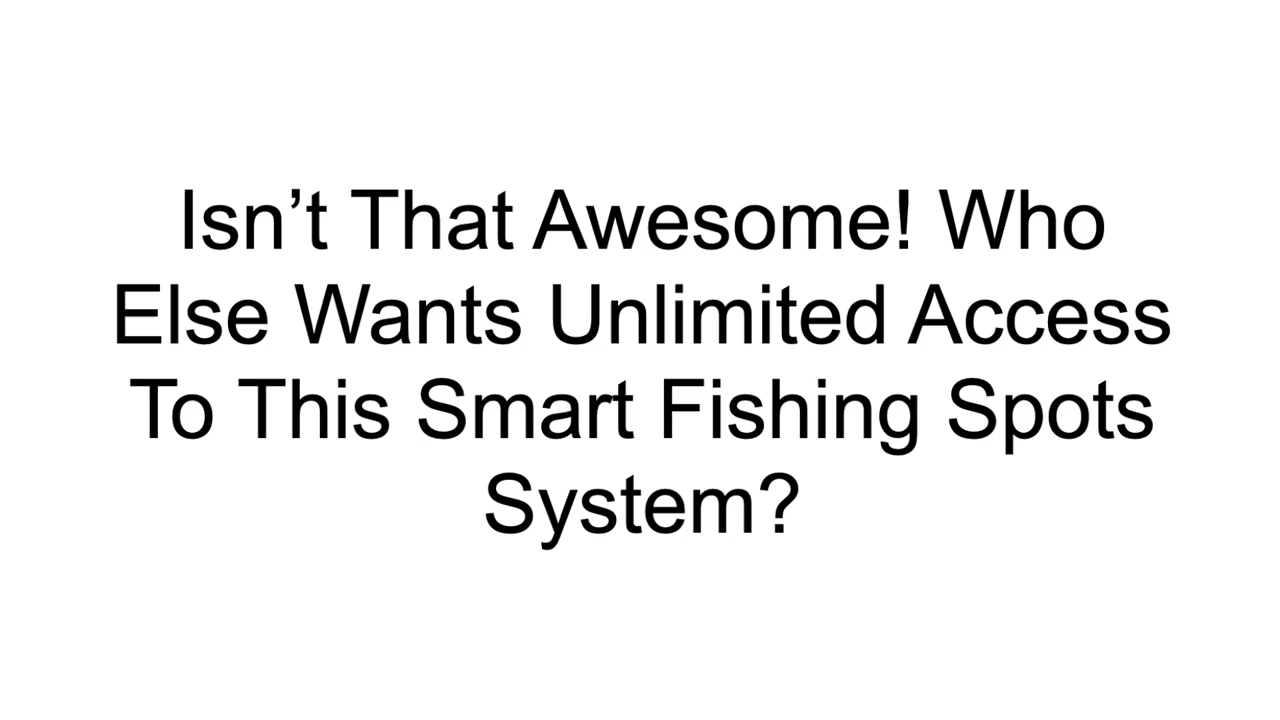 Isn’t That Awesome! Who
Else Wants Unlimited Access
To This Smart Fishing Spots
System?